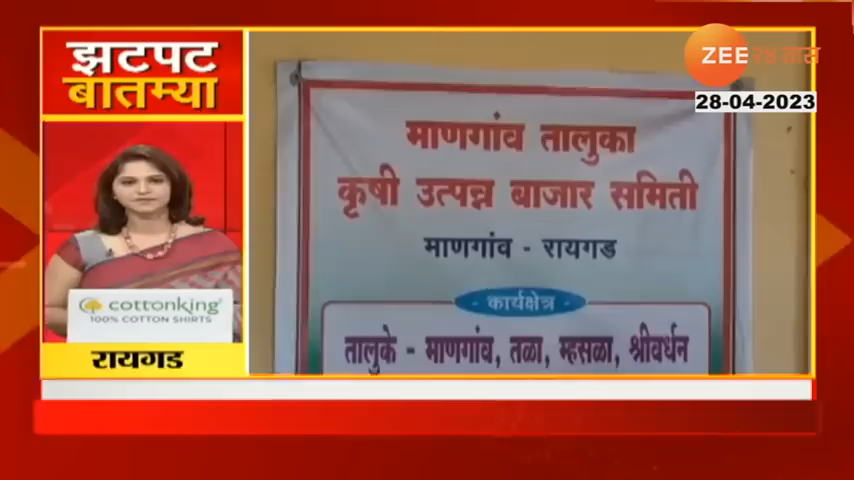 झटपट
बातम्या
ZEE २४ तास
28-04-2023
माणगांव तालुका
कृषी उत्पन्न बाजार समिती
माणगांव - रायगड
कार्यक्षेत्र
तालुके - माणगांव, तळा, म्हसळा, श्रीवर्धन
cottonking
100% COTTON SHIRTS
रायगड